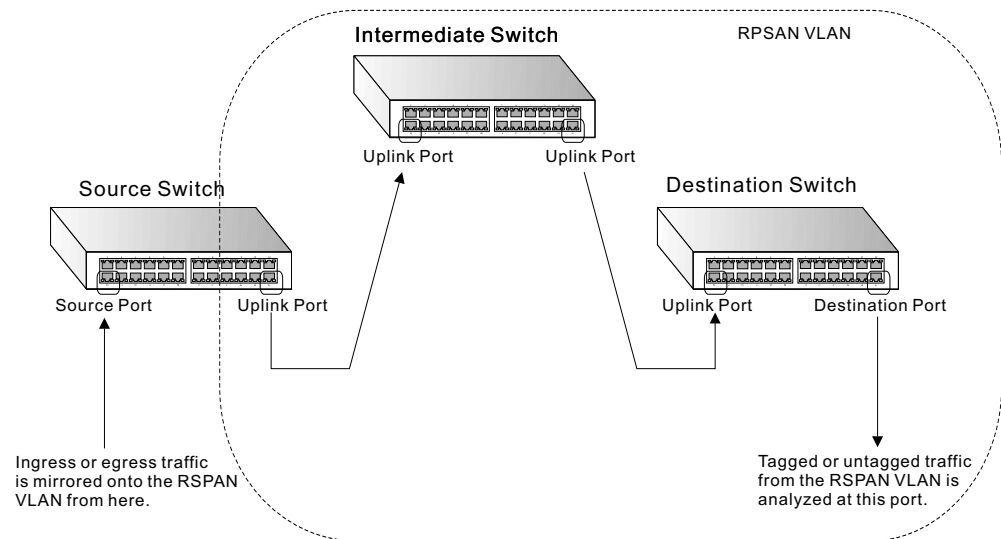 Intermediate Switch
RPSAN VLAN
Uplink Port
Uplink Port
Source Switch
Destination Switch
Source Port
Uplink Port
Uplink Port
Destination Port
Ingress or egress traffic
is mirrored onto the RSPAN
VLAN from here.
Tagged or untagged traffic
from the RSPAN VLAN is
analyzed at this port.